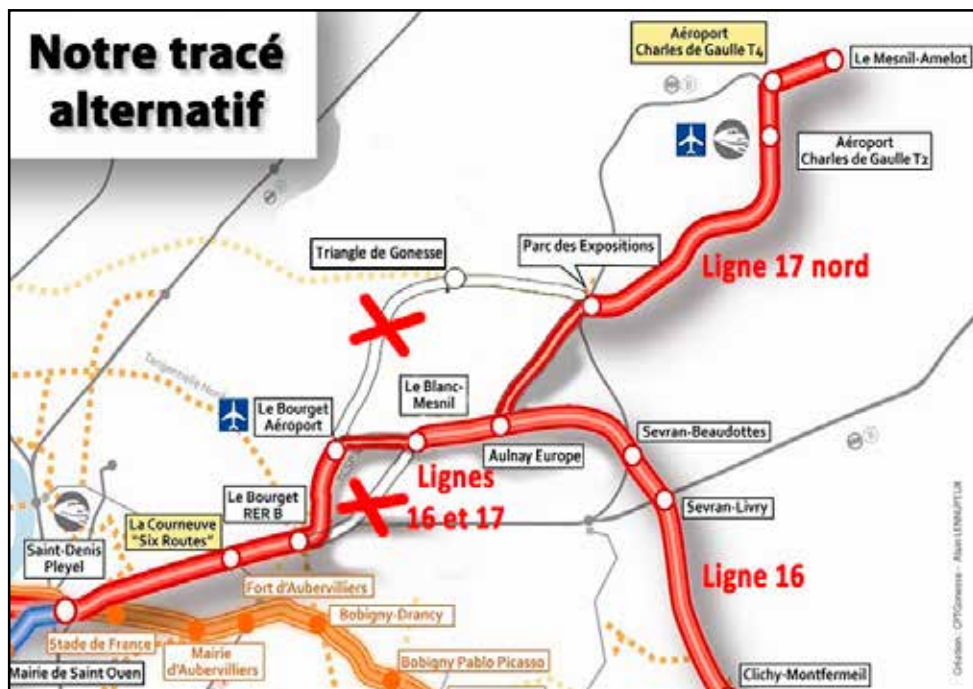 Notre tracé
alternatif
Aéroport
Charles de Gaulle T4
Le Mesnil-Amelot
Aéroport
Charles de Gaulle T2
Triangle de Gonesse
Parc des Expositions
Ligne 17 nord
Tangentielle Nord
Le Bourget
Aéroport
Le Blanc-
Mesnil
Aulnay Europe
Sevran-Beaudottes
Lignes
16 et 17
Le Bourget
RER B
Sevran-Livry
La Courneuve
"Six Routes"
Saint-Denis
Pleyel
Ligne 16
Fort d'Aubervilliers
Bobigny-Drancy
Stade de France
Mairie
d'Aubervilliers
Bobigny Pablo Picasso
Mairie de Saint Ouen
Clichy-Montfermeil